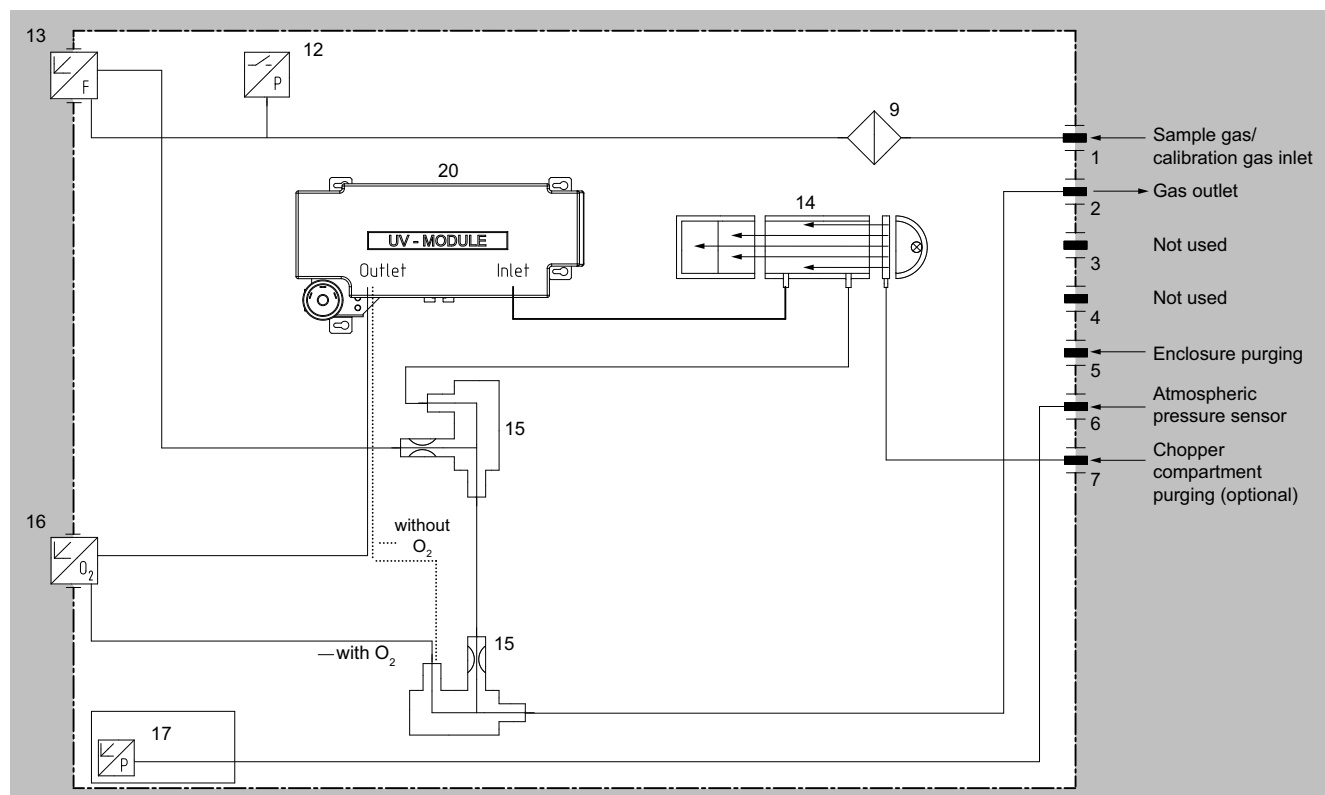 13
F
12
P
9
1
Sample gas/
calibration gas inlet
2
Gas outlet
3
Not used
4
Not used
5
Enclosure purging
6
Atmospheric
pressure sensor
7
Chopper
compartment
purging (optional)
20
UV - MODULE
Outlet
Inlet
14
15
without
O₂
16
O₂
with O₂
15
17
P